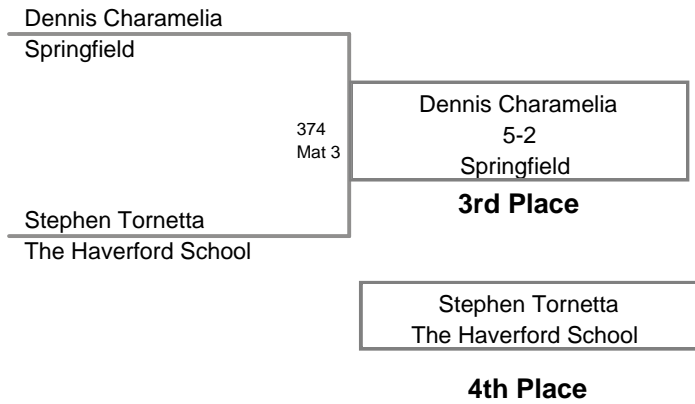 Dennis Charamelia
Springfield
374
Mat 3
Dennis Charamelia
5-2
Springfield
3rd Place
Stephen Tornetta
The Haverford School
Stephen Tornetta
The Haverford School
4th Place